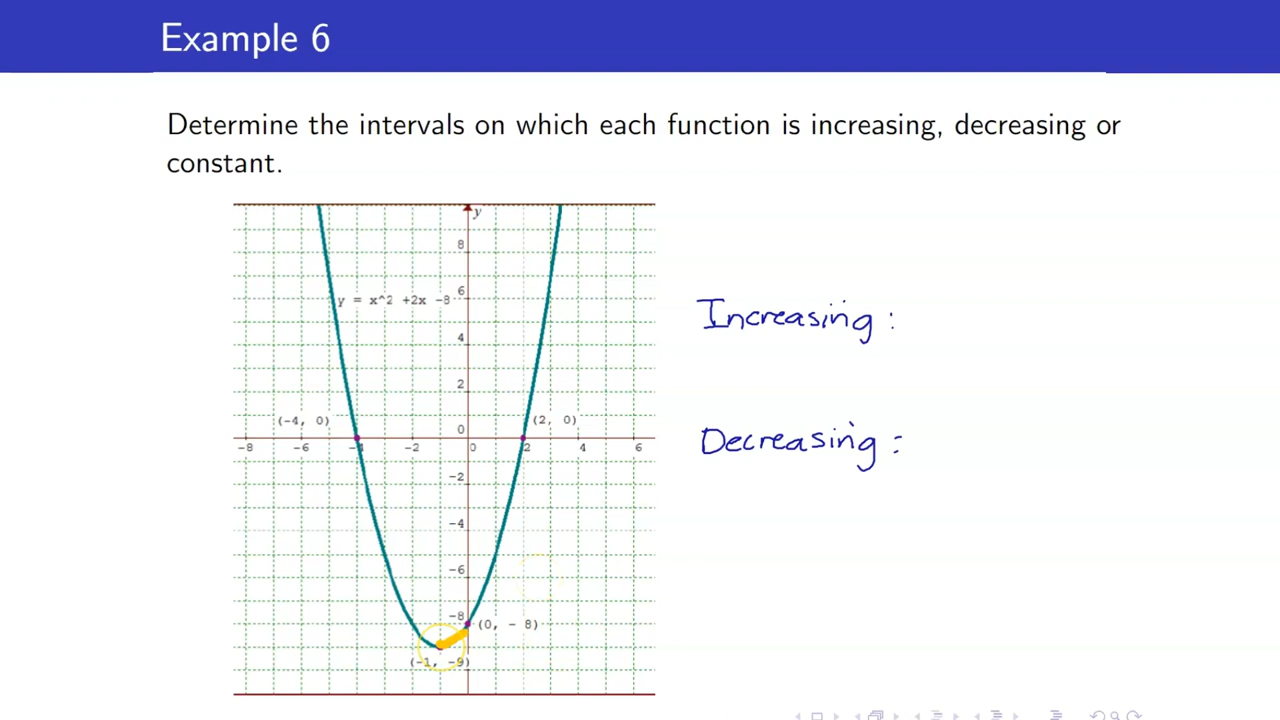 Example 6
Determine the intervals on which each function is increasing, decreasing or
constant.
y
8
y = x^2 +2x -8
6
4
2
(-4, 0)
0
(2, 0)
-8 -6 -4 -2 0 2 4 6
-2
-4
-6
-8
(0, - 8)
(-1, -9)
Increasing :
Decreasing :